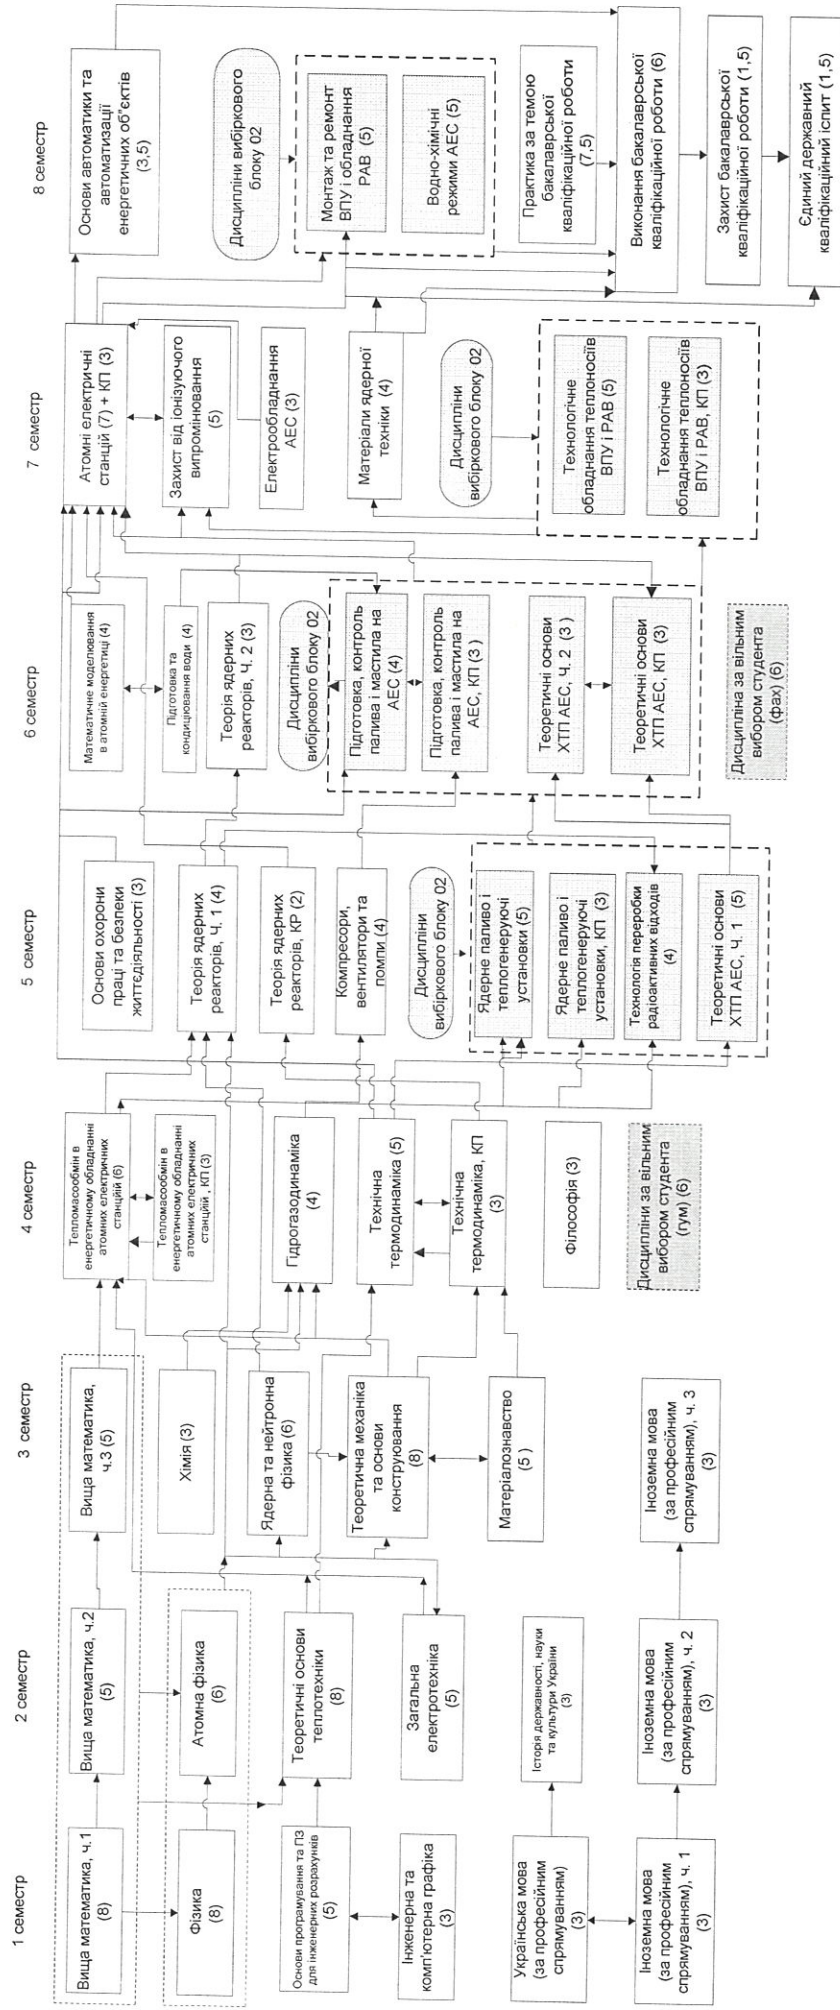 1 семестр
Вища математика, ч.1
(8)
Фізика
(8)
Основи програмування та ПЗ
для інженерних розрахунків
(5)
Інженерна та
комп'ютерна графіка
(3)
Українська мова
(за професійним
спрямуванням)
(3)
Іноземна мова
(за професійним
спрямуванням), ч. 1
(3)
2 семестр
Вища математика, ч.2
(5)
Атомна фізика
(6)
Теоретичні основи
теплотехніки
(8)
Загальна
електротехніка
(5)
Історія державності, науки
та культури України
(3)
Іноземна мова
(за професійним
спрямуванням), ч. 2
(3)
3 семестр
Вища математика,
ч.3 (5)
Хімія (3)
Ядерна та нейтронна
фізика (6)
Теоретична механіка
та основи
конструювання
(8)
Матеріалознавство
(5 )
Іноземна мова
(за професійним
спрямуванням), ч. 3
(3)
4 семестр
Тепломасообмін в
енергетичному обладнанні
атомних електричних
станцій (6)
Тепломасообмін в
енергетичному обладнанні
атомних електричних
станцій , КП (3)
Гідрогазодинаміка
(4)
Технічна
термодинаміка (5)
Технічна
термодинаміка, КП
(3)
Філософія (3)
Дисципліни за вільним
вибором студента
(гум) (6)
5 семестр
Основи охорони
праці та безпеки
життєдіяльності (3)
Теорія ядерних
реакторів, Ч. 1 (4)
Теорія ядерних
реакторів, КР (2)
Компресори,
вентилятори та
помпи (4)
Дисципліни
вибіркового блоку 02
Ядерне паливо і
теплогенеруючі
установки (5)
Ядерне паливо і
теплогенеруючі
установки, КП (3)
Технологія переробки
радіоактивних відходів
(4)
Теоретичні основи
ХТП АЕС, Ч. 1 (5)
6 семестр
Математичне моделювання
в атомній енергетиці (4)
Підготовка та
кондиціювання води (4)
Теорія ядерних
реакторів, Ч. 2 (3)
Дисципліни
вибіркового блоку 02
Підготовка, контроль
палива і мастила на
АЕС (4)
Підготовка, контроль
палива і мастила на
АЕС, КП (3 )
Теоретичні основи
ХТП АЕС, Ч. 2 (3 )
Теоретичні основи
ХТП АЕС, КП (3)
Дисципліна за вільним
вибором студента
(фах) (6)
7 семестр
Атомні електричні
станцій (7) + КП (3)
Захист від іонізуючого
випромінювання
(5)
Електрообладнання
АЕС (3)
Матеріали ядерної
техніки (4)
Дисципліни
вибіркового блоку 02
Технологічне
обладнання теплоносіїв
ВПУ і РАВ (5)
Технологічне
обладнання теплоносіїв
ВПУ і РАВ, КП (3)
8 семестр
Основи автоматики та
автоматизації
енергетичних об"єктів
(3,5)
Дисципліни вибіркового
блоку 02
Монтаж та ремонт
ВПУ і обладнання
РАВ (5)
Водно-хімічні
режими АЕС (5)
Практика за темою
бакалаврської
кваліфікаційної роботи
(7,5)
Виконання бакалаврської
кваліфікаційної роботи (6)
Захист бакалаврської
кваліфікаційної роботи (1,5)
Єдиний державний
кваліфікаційний іспит (1,5)